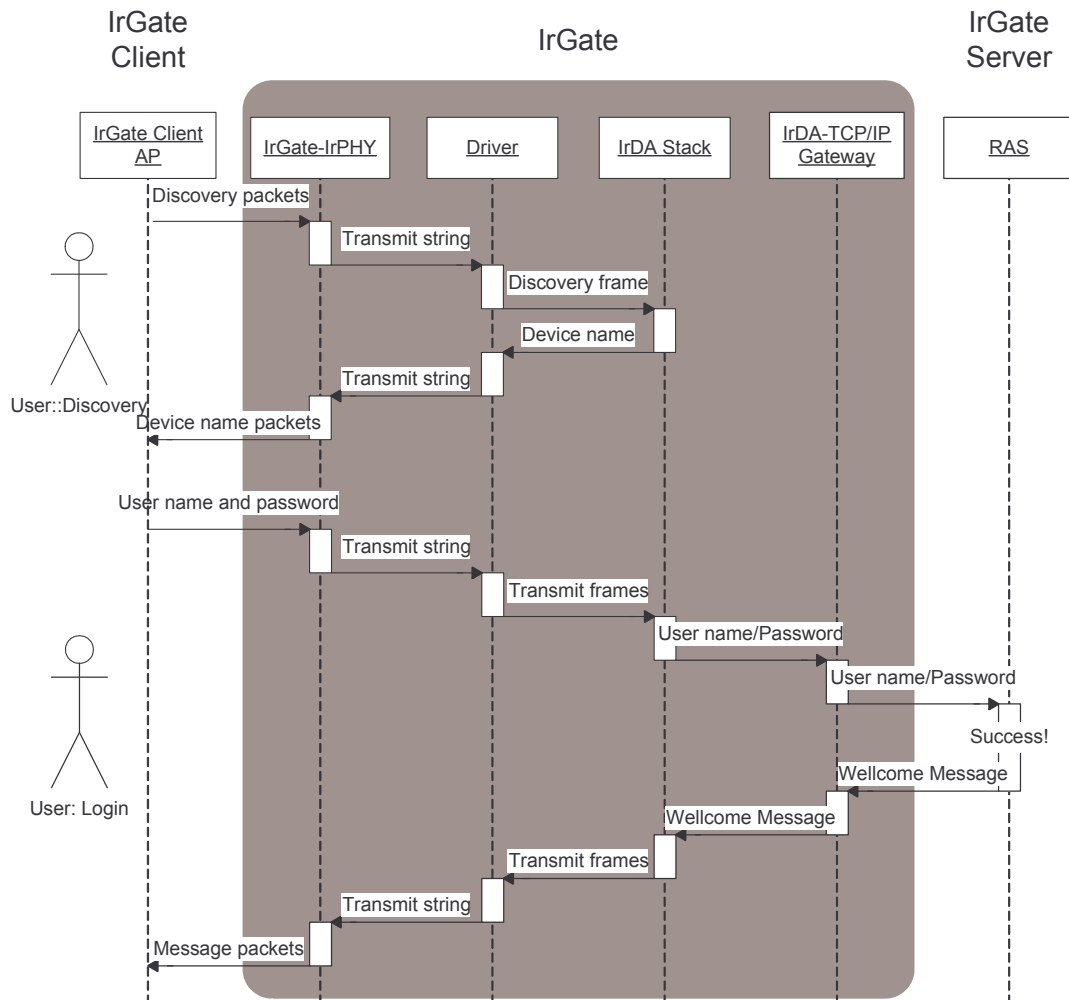 IrGate
Client
IrGate
IrGate
Server
IrGate Client
AP
IrGate-IrPHY
Driver
IrDA Stack
IrDA-TCP/IP
Gateway
RAS
Discovery packets
Transmit string
Discovery frame
Device name
Transmit string
User::Discovery
Device name packets
User name and password
Transmit string
Transmit frames
User name/Password
User name/Password
Success!
Wellcome Message
User: Login
Wellcome Message
Transmit frames
Transmit string
Message packets